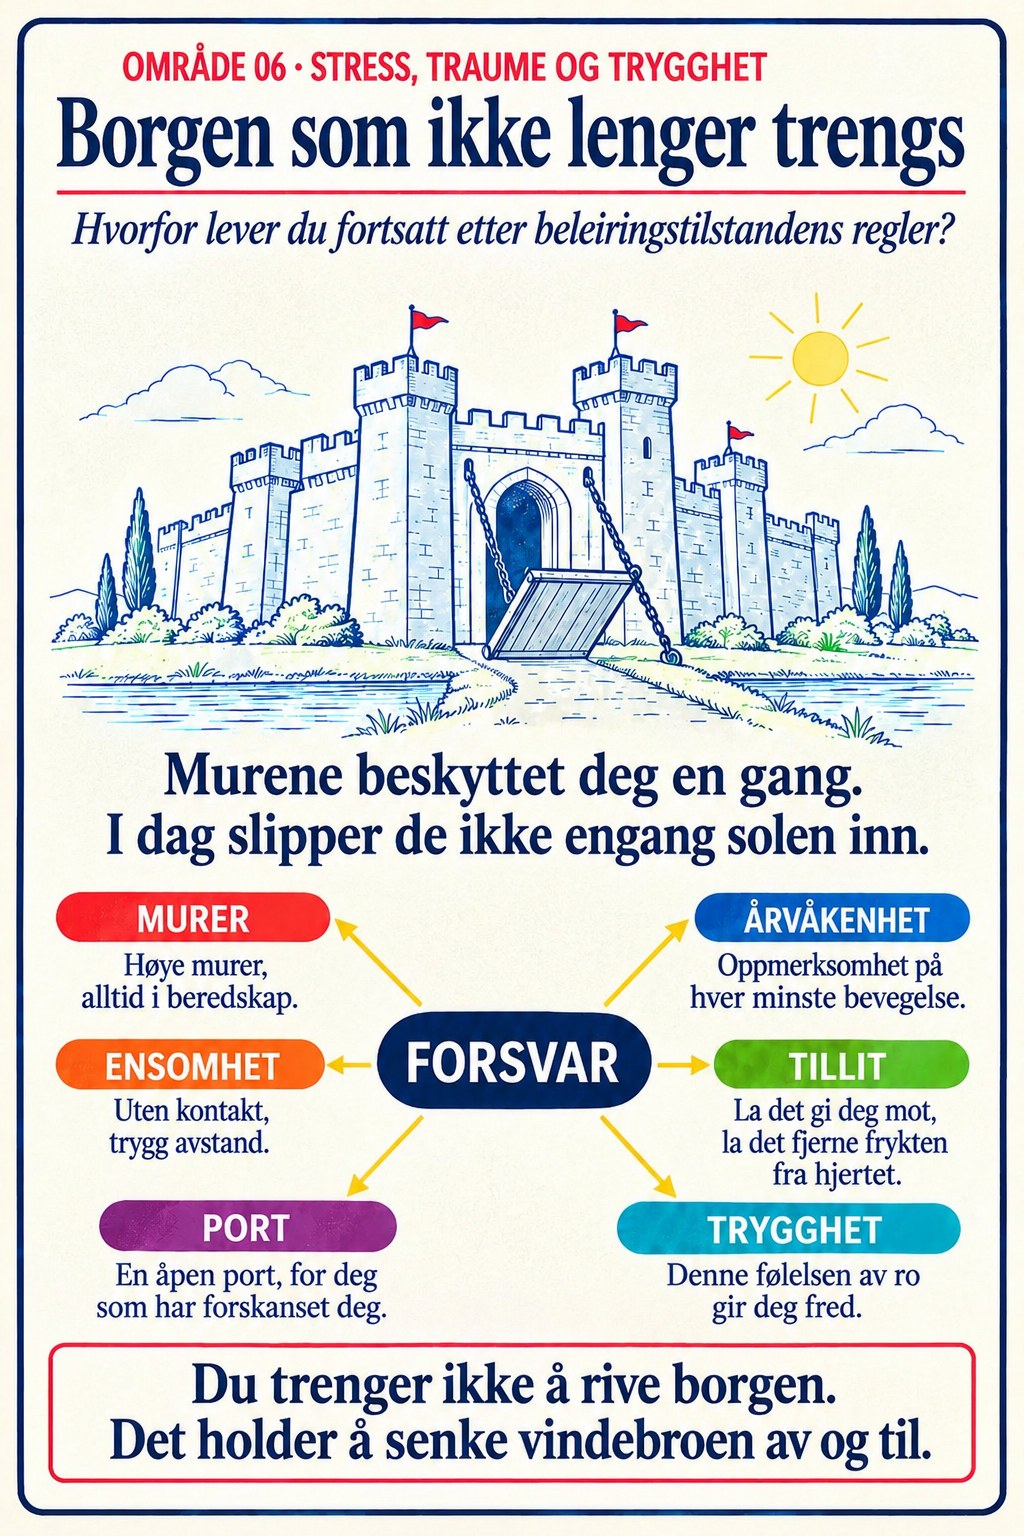 OMRÅDE 06 · STRESS, TRAUME OG TRYGGHET
Borgen som ikke lenger trengs
Hvorfor lever du fortsatt etter beleiringstilstandens regler?
Murene beskyttet deg en gang.
I dag slipper de ikke engang solen inn.
MURER
Høye murer,
alltid i beredskap.
ÅRVÅKENHET
Oppmerksomhet på
hver minste bevegelse.
FORSVAR
ENSOMHET
Uten kontakt,
trygg avstand.
TILLIT
La det gi deg mot,
la det fjerne frykten
fra hjertet.
PORT
En åpen port, for deg
som har forskanset deg.
TRYGGHET
Denne følelsen av ro
gir deg fred.
Du trenger ikke å rive borgen.
Det holder å senke vindebroen av og til.